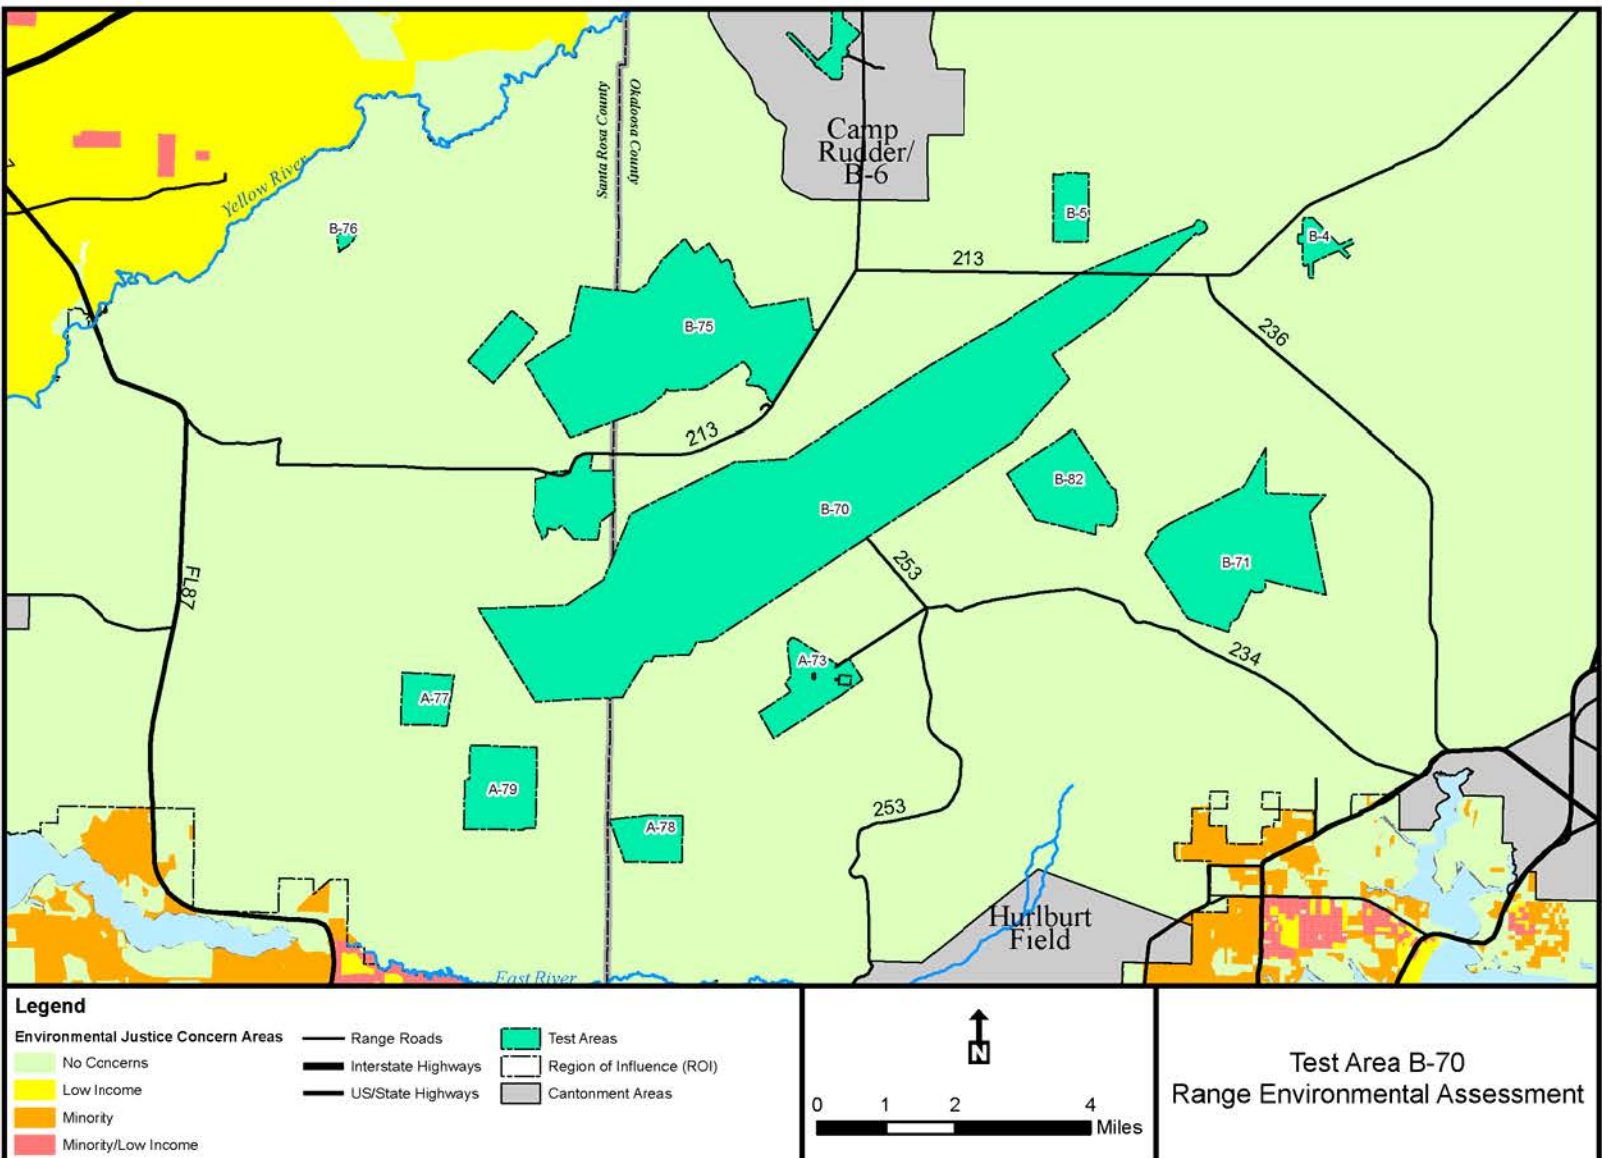 Camp
Rudder/
B-6
Santa Rosa County
Okaloosa County
Yellow River
B-76
B-5
B-4
213
B-75
236
213
B-82
B-70
B-71
253
FL87
234
A-73
A-77
A-79
A-78
253
Hurlburt
Field
East River
Legend
Environmental Justice Concern Areas
No Concerns
Low Income
Minority
Minority/Low Income
Range Roads
Interstate Highways
US/State Highways
Test Areas
Region of Influence (ROI)
Cantonment Areas
N
0 1 2 4
Miles
Test Area B-70
Range Environmental Assessment